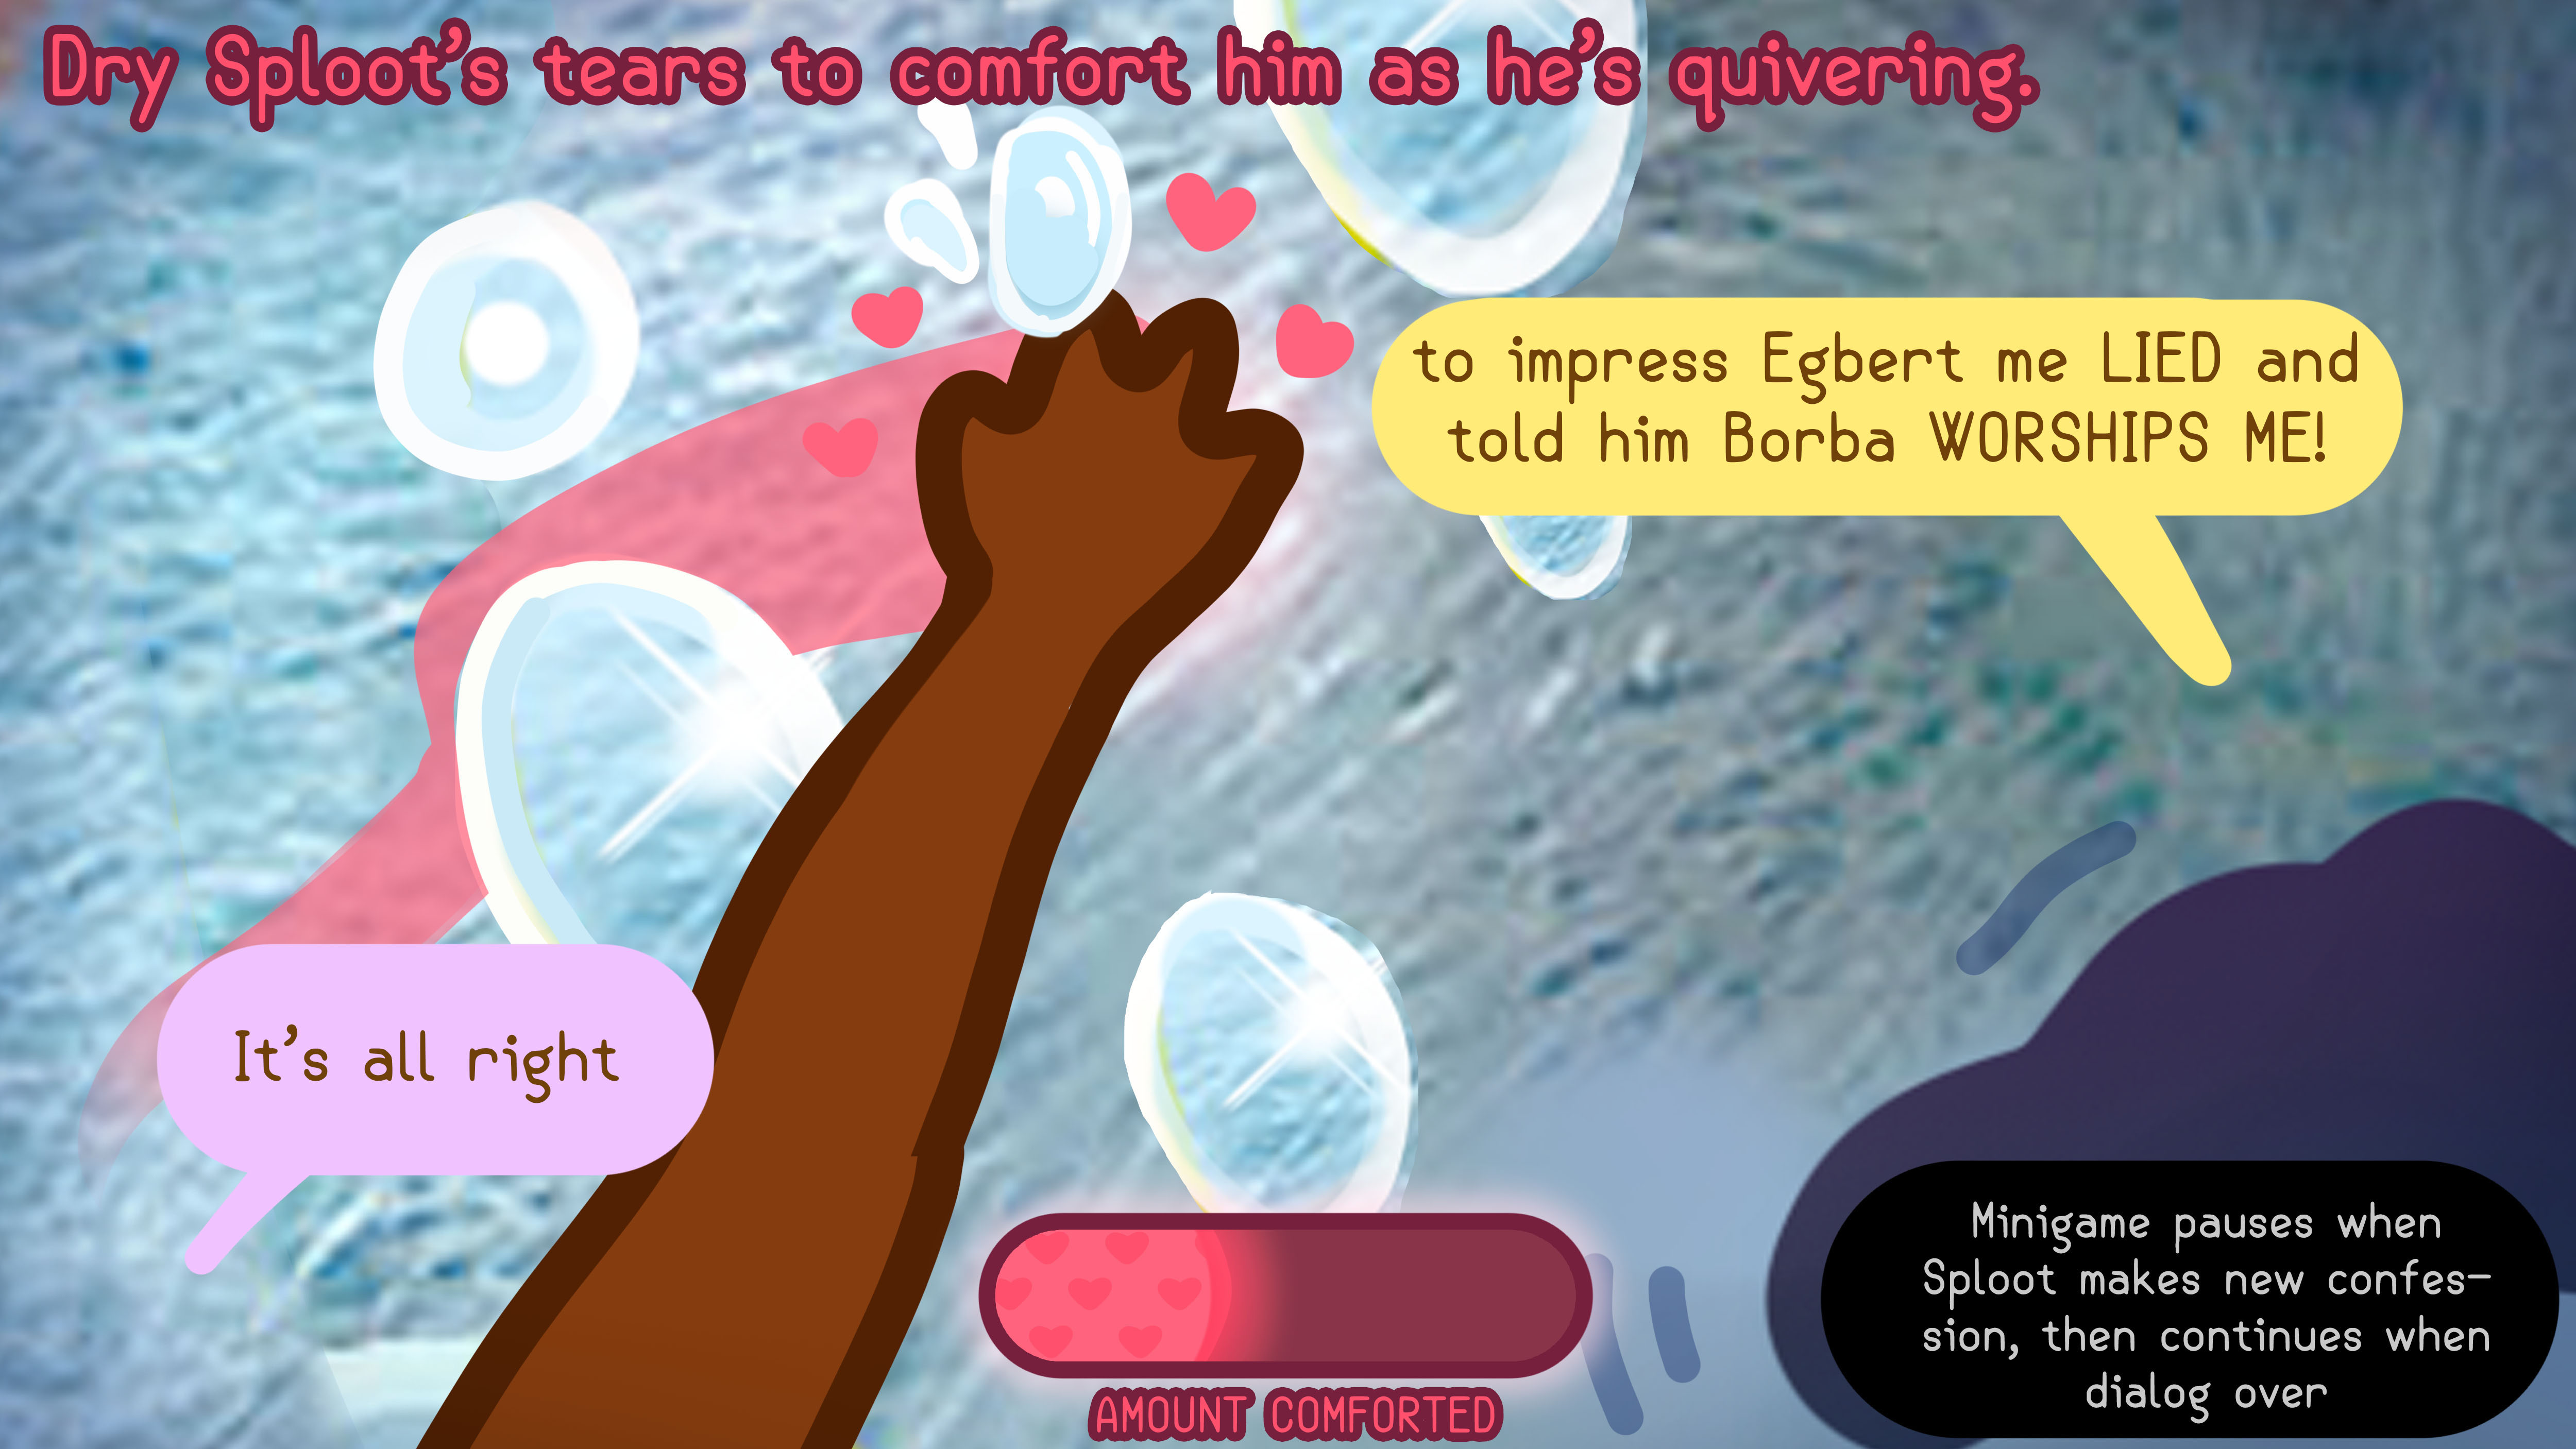 Dry Sploot's tears to comfort him as he's quivering.
to impress Egbert me LIED and
told him Borba WORSHIPS ME!
It's all right
Minigame pauses when
Sploot makes new confes-
sion, then continues when
dialog over
AMOUNT COMFORTED